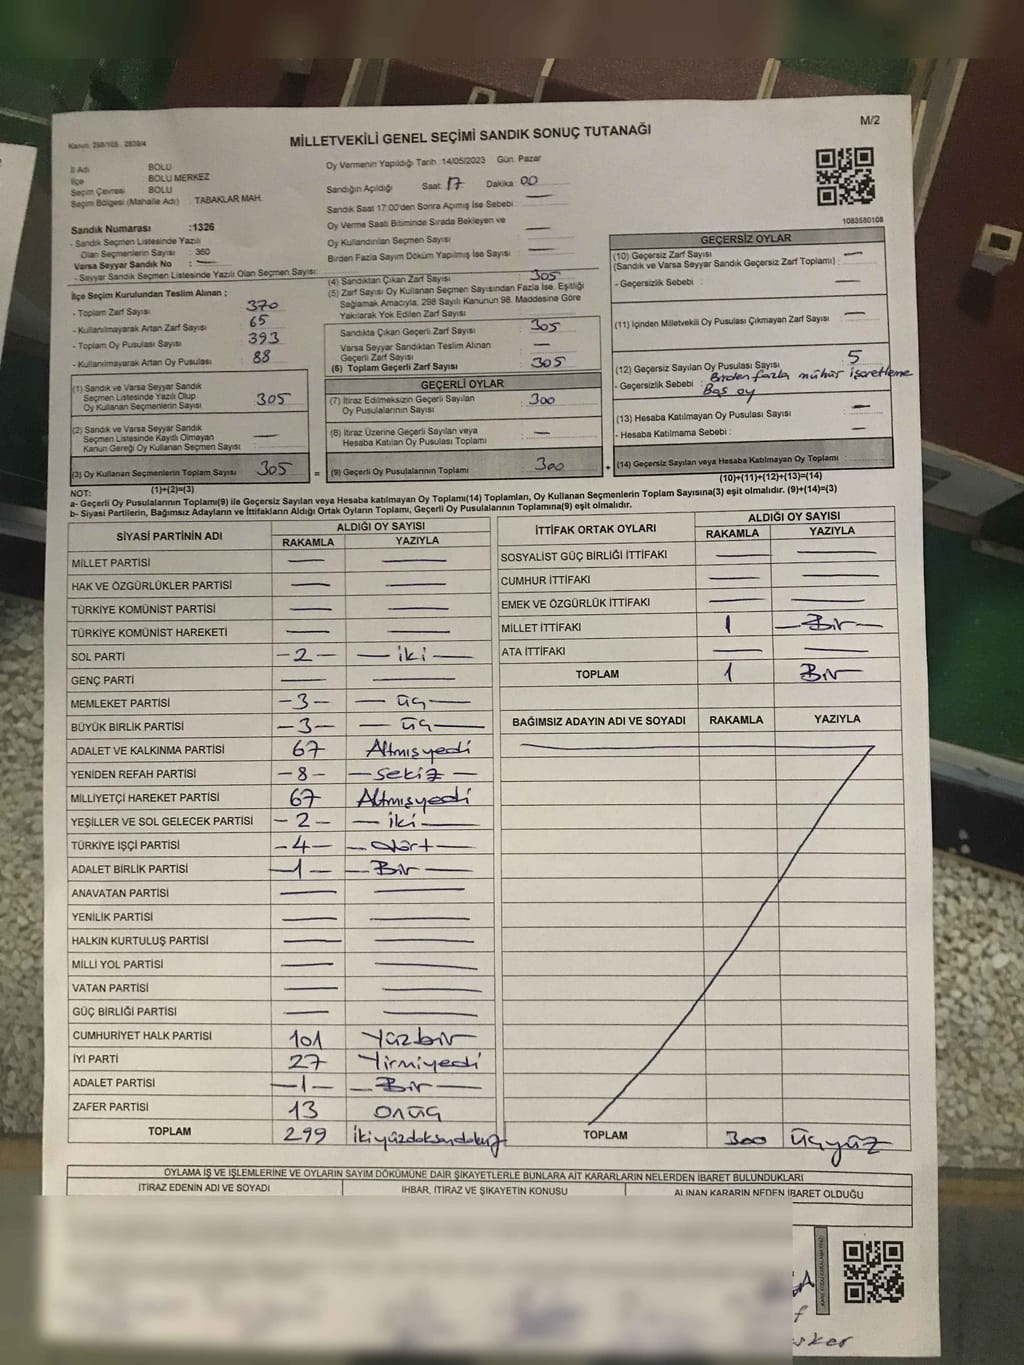 M/2
Kanun: 298/105 - 2839/4
MİLLETVEKİLİ GENEL SEÇİMİ SANDIK SONUÇ TUTANAĞI
İl Adı BOLU
İlçe BOLU MERKEZ
Seçim Çevresi BOLU
Seçim Bölgesi (Mahalle Adı) TABAKLAR MAH.
Oy Vermenin Yapıldığı Tarih :14/05/2023 Gün: Pazar
Sandığın Açıldığı Saat: 17 Dakika 00
Sandık Saat 17:00'den Sonra Açmış İse Sebebi : —
Oy Verme Saati Bitiminde Sırada Bekleyen ve
Oy Kullandırılan Seçmen Sayısı —
Birden Fazla Sayım Döküm Yapılmış İse Sayısı : —
1083580108
Sandık Numarası :1326
- Sandık Seçmen Listesinde Yazılı
Olan Seçmenlerin Sayısı : 360
Varsa Seyyar Sandık No : —
- Seyyar Sandık Seçmen Listesinde Yazılı Olan Seçmen Sayısı:
İlçe Seçim Kurulundan Teslim Alınan ;
- Toplam Zarf Sayısı 370
- Kullanılmayarak Artan Zarf Sayısı 65
- Toplam Oy Pusulası Sayısı 393
- Kullanılmayarak Artan Oy Pusulası 88
(1) Sandık ve Varsa Seyyar Sandık
Seçmen Listesinde Yazılı Olup
Oy Kullanan Seçmenlerin Sayısı 305
(2) Sandık ve Varsa Seyyar Sandık
Seçmen Listesinde Kayıtlı Olmayan
Kanun Gereği Oy Kullanan Seçmen Sayısı —
(3) Oy Kullanan Seçmenlerin Toplam Sayısı 305
(1)+(2)=(3)
(4) Sandıktan Çıkan Zarf Sayısı 305
(5) Zarf Sayısı Oy Kullanan Seçmen Sayısından Fazla İse, Eşitliği
Sağlamak Amacıyla, 298 Sayılı Kanunun 98. Maddesine Göre
Yakılarak Yok Edilen Zarf Sayısı
Sandıkta Çıkan Geçerli Zarf Sayısı 305
Varsa Seyyar Sandıktan Teslim Alınan
Geçerli Zarf Sayısı —
(6) Toplam Geçerli Zarf Sayısı 305
GEÇERLİ OYLAR
(7) İtiraz Edilmeksizin Geçerli Sayılan
Oy Pusulalarının Sayısı 300
(8) İtiraz Üzerine Geçerli Sayılan veya
Hesaba Katılan Oy Pusulası Toplamı —
= (9) Geçerli Oy Pusulalarının Toplamı 300
GEÇERSİZ OYLAR
(10) Geçersiz Zarf Sayısı : —
(Sandık ve Varsa Seyyar Sandık Geçersiz Zarf Toplamı)
- Geçersizlik Sebebi : —
(11) İçinden Milletvekili Oy Pusulası Çıkmayan Zarf Sayısı : —
(12) Geçersiz Sayılan Oy Pusulası Sayısı : 5
- Geçersizlik Sebebi : Birden fazla mühür işaretleme
Boş oy
(13) Hesaba Katılmayan Oy Pusulası Sayısı : —
- Hesaba Katılmama Sebebi : —
+ (14) Geçersiz Sayılan veya Hesaba Katılmayan Oy Toplamı :
(10)+(11)+(12)+(13)=(14)
NOT:
a- Geçerli Oy Pusulalarının Toplamı(9) ile Geçersiz Sayılan veya Hesaba katılmayan Oy Toplamı(14) Toplamları, Oy Kullanan Seçmenlerin Toplam Sayısına(3) eşit olmalıdır. (9)+(14)=(3)
b- Siyasi Partilerin, Bağımsız Adayların ve İttifakların Aldığı Ortak Oyların Toplamı, Geçerli Oy Pusulalarının Toplamına(9) eşit olmalıdır.
SİYASİ PARTİNİN ADI ALDIĞI OY SAYISI
RAKAMLA YAZIYLA
MİLLET PARTİSİ — —
HAK VE ÖZGÜRLÜKLER PARTİSİ — —
TÜRKİYE KOMÜNİST PARTİSİ — —
TÜRKİYE KOMÜNİST HAREKETİ — —
SOL PARTİ -2- — iki —
GENÇ PARTİ — —
MEMLEKET PARTİSİ -3- — üç —
BÜYÜK BİRLİK PARTİSİ -3- — üç —
ADALET VE KALKINMA PARTİSİ 67 Altmışyedi
YENİDEN REFAH PARTİSİ -8- — sekiz —
MİLLİYETÇİ HAREKET PARTİSİ 67 Altmışyedi
YEŞİLLER VE SOL GELECEK PARTİSİ -2- — iki —
TÜRKİYE İŞÇİ PARTİSİ -4- — dört —
ADALET BİRLİK PARTİSİ -1- — Bir —
ANAVATAN PARTİSİ — —
YENİLİK PARTİSİ — —
HALKIN KURTULUŞ PARTİSİ — —
MİLLİ YOL PARTİSİ — —
VATAN PARTİSİ — —
GÜÇ BİRLİĞİ PARTİSİ — —
CUMHURİYET HALK PARTİSİ 101 Yüzbir
İYİ PARTİ 27 Yirmiyedi
ADALET PARTİSİ -1- — Bir —
ZAFER PARTİSİ 13 Onüç
TOPLAM 299 ikiyüzdoksandokuz
İTTİFAK ORTAK OYLARI ALDIĞI OY SAYISI
RAKAMLA YAZIYLA
SOSYALİST GÜÇ BİRLİĞİ İTTİFAKI — —
CUMHUR İTTİFAKI — —
EMEK VE ÖZGÜRLÜK İTTİFAKI — —
MİLLET İTTİFAKI 1 — Bir —
ATA İTTİFAKI — —
TOPLAM 1 Bir
BAĞIMSIZ ADAYIN ADI VE SOYADI RAKAMLA YAZIYLA
TOPLAM 300 Üçyüz
OYLAMA İŞ VE İŞLEMLERİNE VE OYLARIN SAYIM DÖKÜMÜNE DAİR ŞİKAYETLERLE BUNLARA AİT KARARLARIN NELERDEN İBARET BULUNDUKLARI
İTİRAZ EDENİN ADI VE SOYADI İHBAR, İTİRAZ VE ŞİKAYETİN KONUSU ALINAN KARARIN NEDEN İBARET OLDUĞU